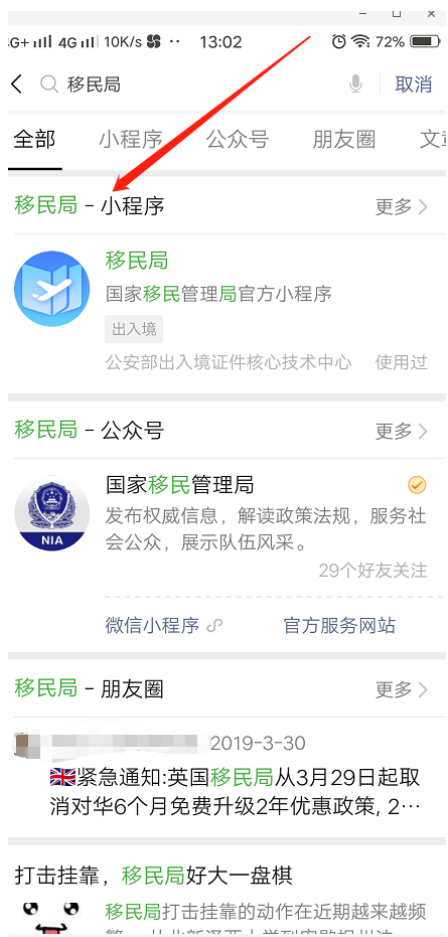 G+ 4G 10K/s ·· 13:02 72%
移民局 取消
全部 小程序 公众号 朋友圈 文
移民局 - 小程序 更多
移民局
国家移民管理局官方小程序
出入境
公安部出入境证件核心技术中心 使用过
移民局 - 公众号 更多
国家移民管理局
NIA
发布权威信息，解读政策法规，服务社
会公众，展示队伍风采。
29个好友关注
微信小程序 官方服务网站
移民局 - 朋友圈 更多
2019-3-30
🇬🇧紧急通知:英国移民局从3月29日起取
消对华6个月免费升级2年优惠政策, 2···
打击挂靠，移民局好大一盘棋
移民局打击挂靠的动作在近期越来越频